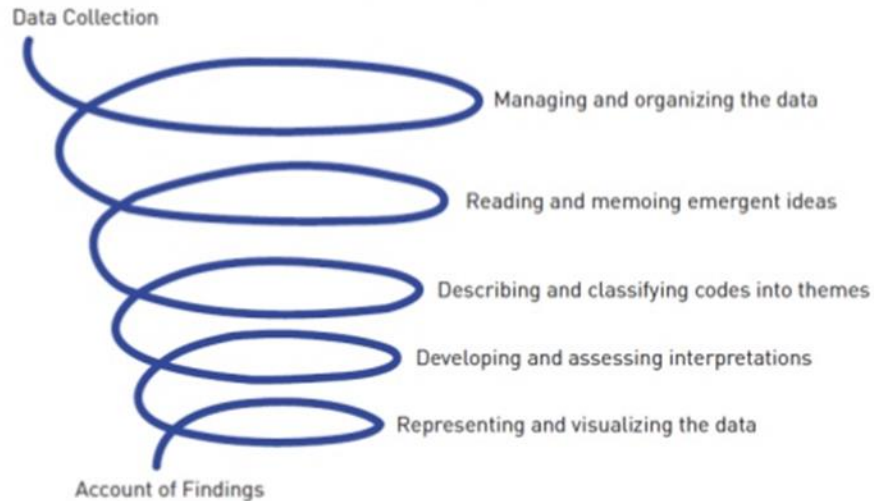 Data Collection
Managing and organizing the data
Reading and memoing emergent ideas
Describing and classifying codes into themes
Developing and assessing interpretations
Representing and visualizing the data
Account of Findings